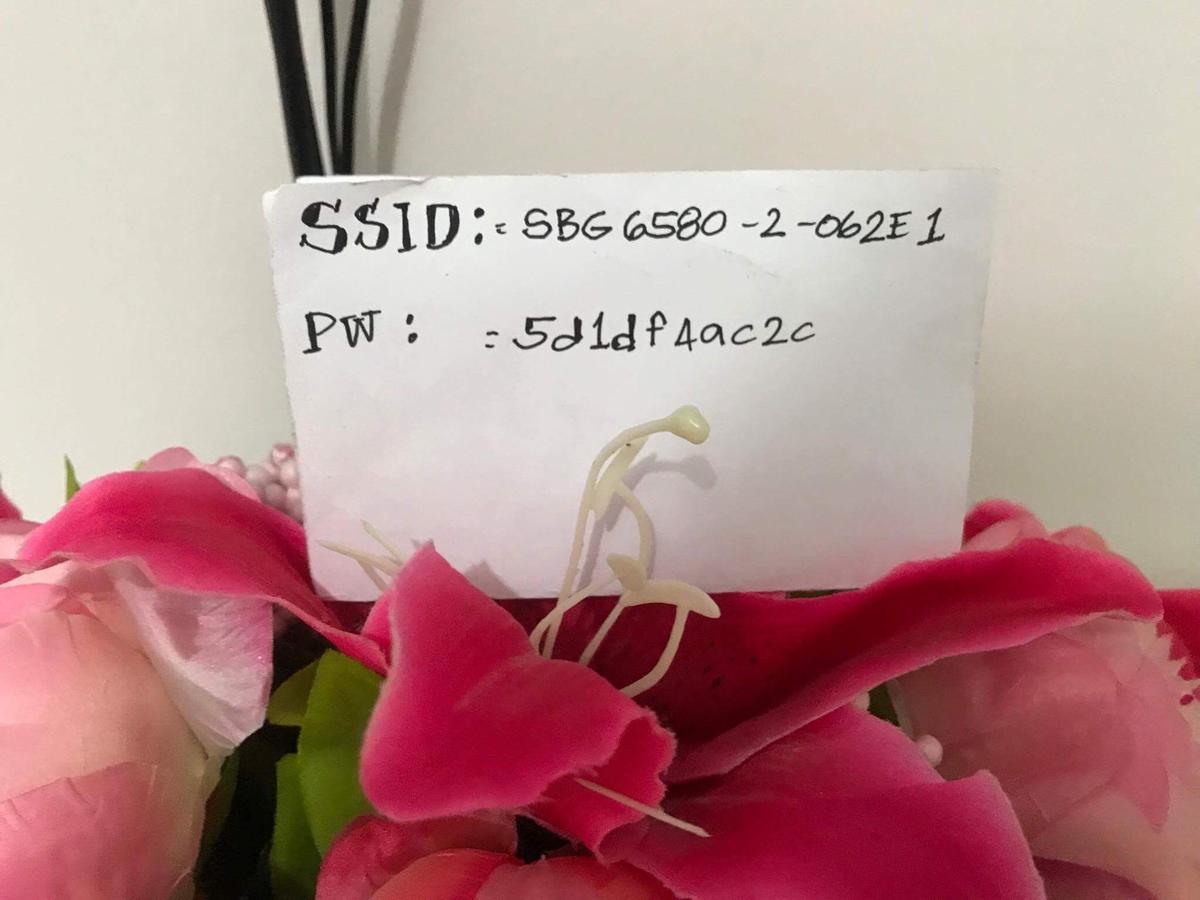 SSID:= SBG6580-2-062E1
PW: =5d1df4ac2c